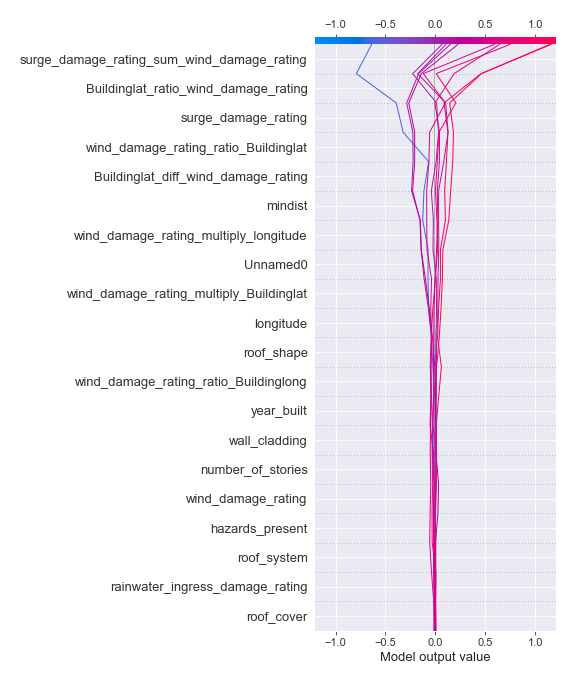 −1.0 −0.5 0.0 0.5 1.0
surge_damage_rating_sum_wind_damage_rating
Buildinglat_ratio_wind_damage_rating
surge_damage_rating
wind_damage_rating_ratio_Buildinglat
Buildinglat_diff_wind_damage_rating
mindist
wind_damage_rating_multiply_longitude
Unnamed0
wind_damage_rating_multiply_Buildinglat
longitude
roof_shape
wind_damage_rating_ratio_Buildinglong
year_built
wall_cladding
number_of_stories
wind_damage_rating
hazards_present
roof_system
rainwater_ingress_damage_rating
roof_cover
−1.0 −0.5 0.0 0.5 1.0
Model output value